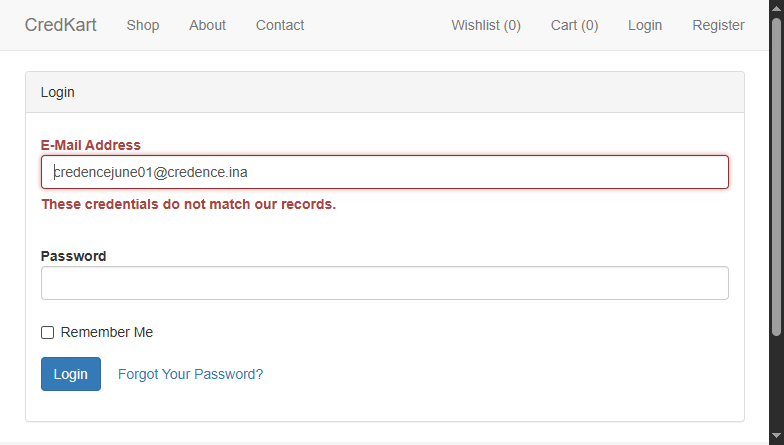 CredKart Shop About Contact Wishlist (0) Cart (0) Login Register
Login
E-Mail Address
credencejune01@credence.ina
These credentials do not match our records.
Password
Remember Me
Login Forgot Your Password?